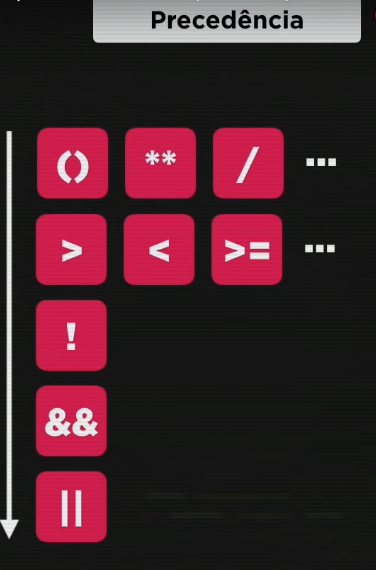 Precedência
() ** / ...
> < >= ...
!
&&
||